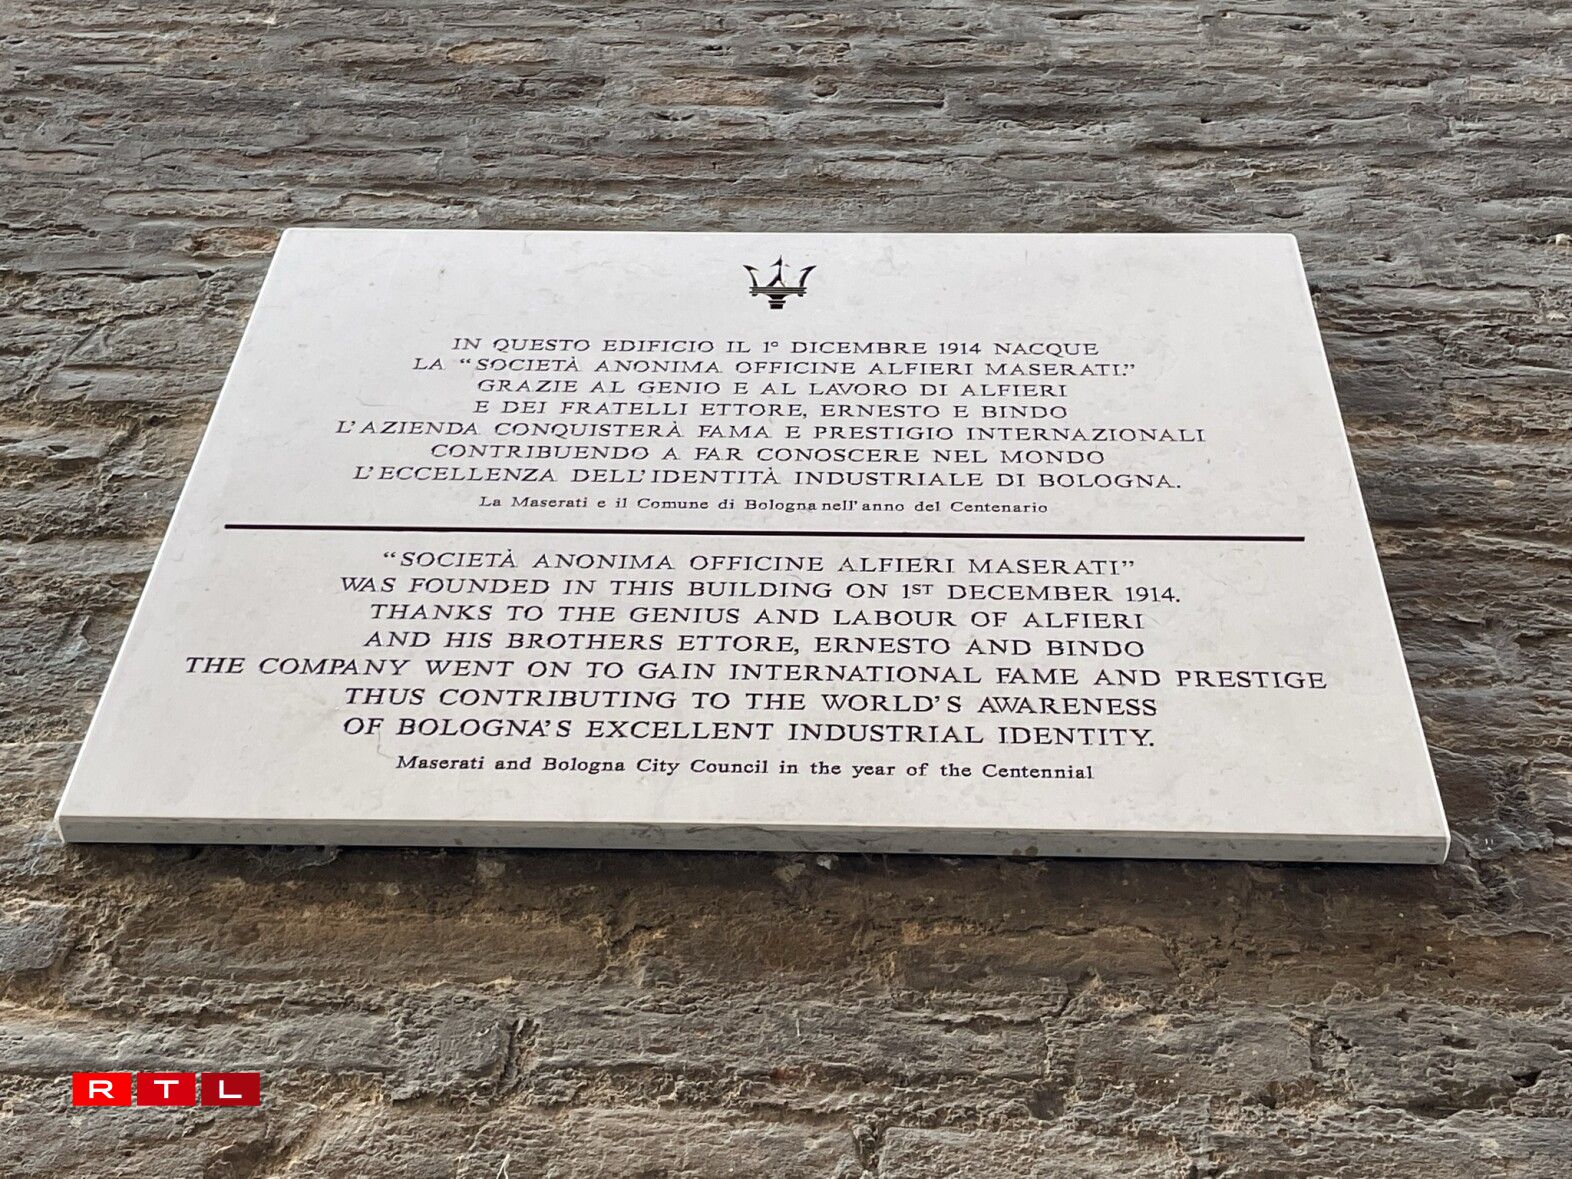 IN QUESTO EDIFICIO IL 1° DICEMBRE 1914 NACQUE
LA “SOCIETÀ ANONIMA OFFICINE ALFIERI MASERATI.”
GRAZIE AL GENIO E AL LAVORO DI ALFIERI
E DEI FRATELLI ETTORE, ERNESTO E BINDO
L’AZIENDA CONQUISTERÀ FAMA E PRESTIGIO INTERNAZIONALI
CONTRIBUENDO A FAR CONOSCERE NEL MONDO
L’ECCELLENZA DELL’IDENTITÀ INDUSTRIALE DI BOLOGNA.
La Maserati e il Comune di Bologna nell’anno del Centenario
“SOCIETÀ ANONIMA OFFICINE ALFIERI MASERATI”
WAS FOUNDED IN THIS BUILDING ON 1ST DECEMBER 1914.
THANKS TO THE GENIUS AND LABOUR OF ALFIERI
AND HIS BROTHERS ETTORE, ERNESTO AND BINDO
THE COMPANY WENT ON TO GAIN INTERNATIONAL FAME AND PRESTIGE
THUS CONTRIBUTING TO THE WORLD’S AWARENESS
OF BOLOGNA’S EXCELLENT INDUSTRIAL IDENTITY.
Maserati and Bologna City Council in the year of the Centennial
RTL